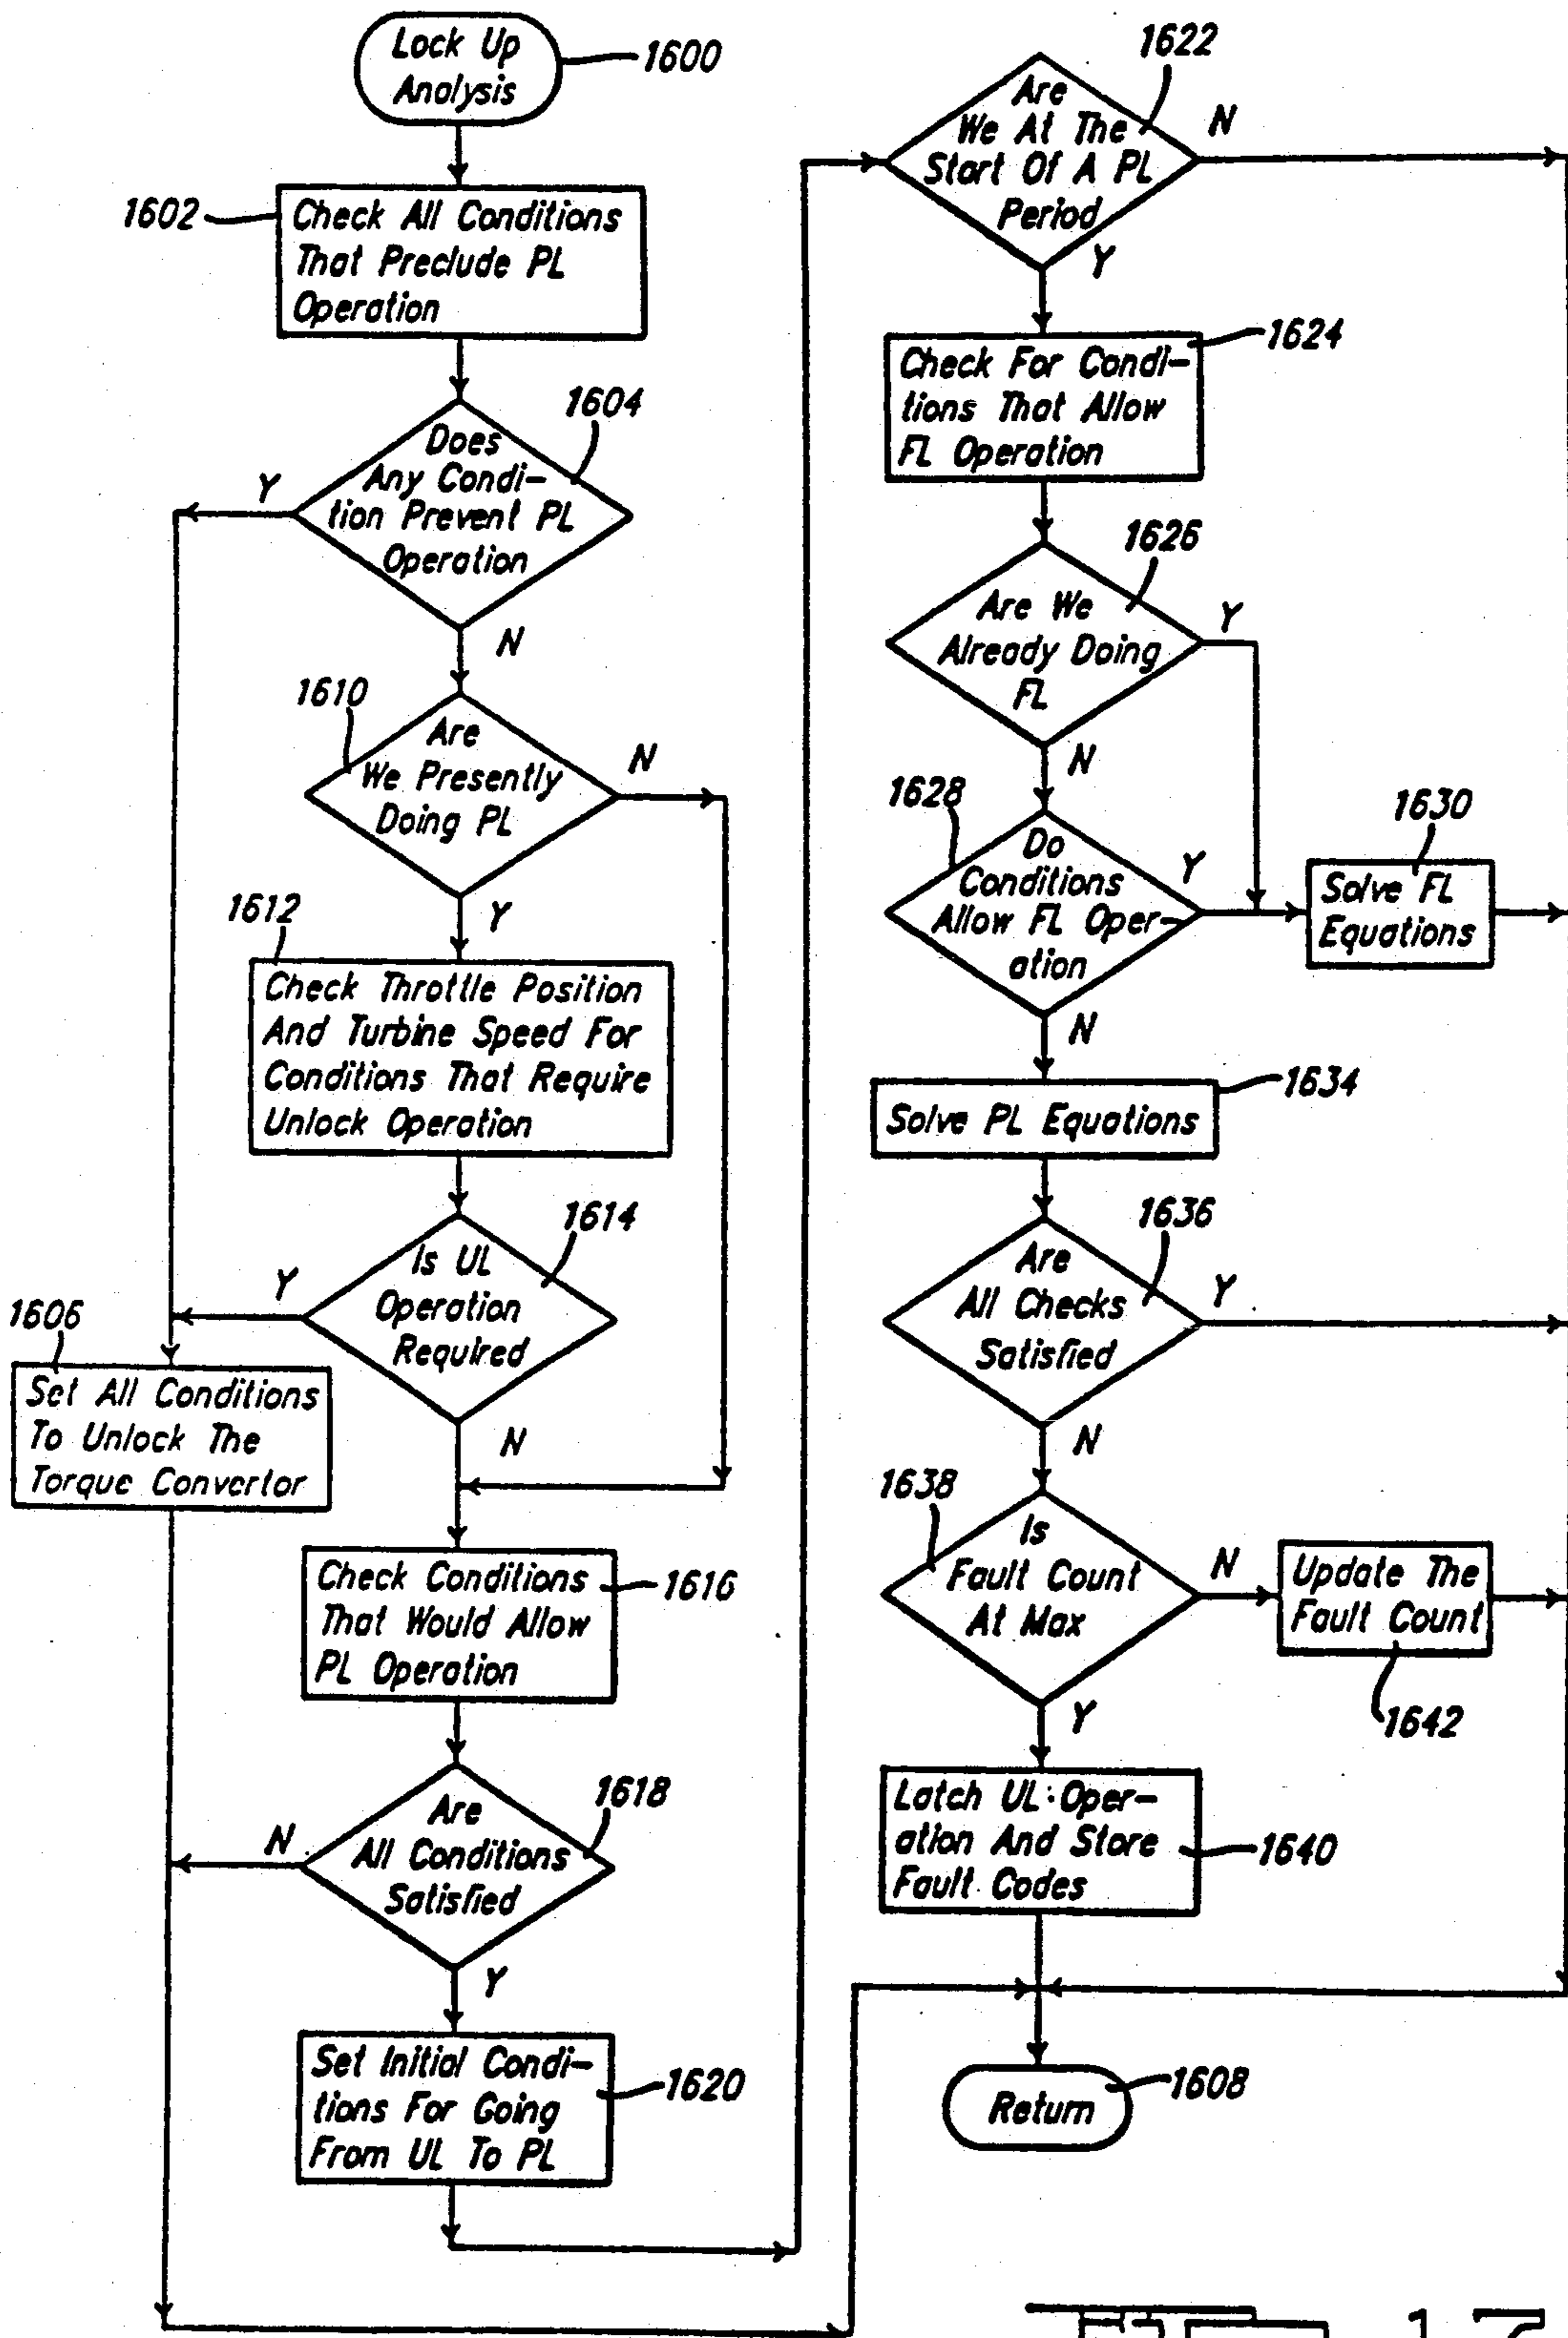 Lock Up
Analysis
1600
1602
Check All Conditions
That Preclude PL
Operation
1604
Does
Any Condi-
tion Prevent PL
Operation
Y
N
1610
Are
We Presently
Doing PL
N
Y
1612
Check Throttle Position
And Turbine Speed For
Conditions That Require
Unlock Operation
1614
Is UL
Operation
Required
Y
N
1606
Set All Conditions
To Unlock The
Torque Convertor
Check Conditions
That Would Allow
PL Operation
1616
1618
Are
All Conditions
Satisfied
N
Y
Set Initial Condi-
tions For Going
From UL To PL
1620
1622
Are
We At The
Start Of A PL
Period
N
Y
1624
Check For Condi-
tions That Allow
FL Operation
1626
Are We
Already Doing
FL
Y
N
1628
Do
Conditions
Allow FL Oper-
ation
Y
N
1630
Solve FL
Equations
1634
Solve PL Equations
1636
Are
All Checks
Satisfied
Y
N
1638
Is
Fault Count
At Max
N
Y
Update The
Fault Count
1642
Latch UL Oper-
ation And Store
Fault Codes
1640
Return
1608